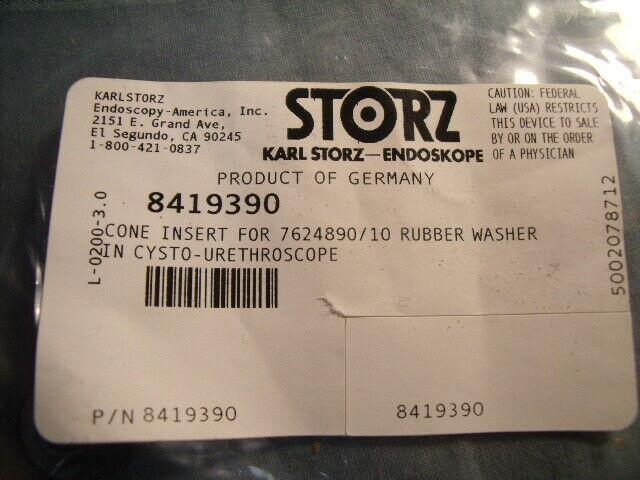 KARLSTORZ
Endoscopy-America, Inc.
2151 E. Grand Ave,
El Segundo, CA 90245
1-800-421-0837
STORZ
KARL STORZ—ENDOSKOPE
CAUTION: FEDERAL
LAW (USA) RESTRICTS
THIS DEVICE TO SALE
BY OR ON THE ORDER
OF A PHYSICIAN
PRODUCT OF GERMANY
8419390
CONE INSERT FOR 7624890/10 RUBBER WASHER
IN CYSTO-URETHROSCOPE
L-0200-3.0
5002078712
P/N 8419390
8419390